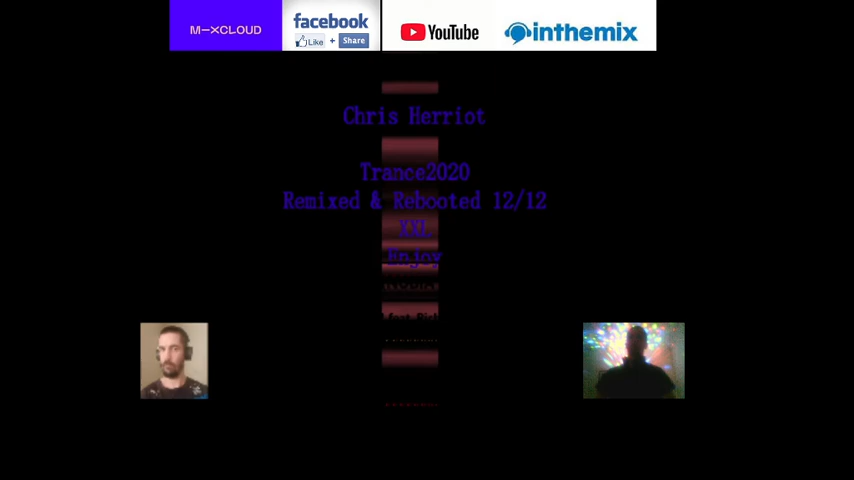 M-XCLOUD
facebook
Like + Share
YouTube
inthemix
Chris Herriot
Trance2020
Remixed & Rebooted 12/12
XXL
Enjoy